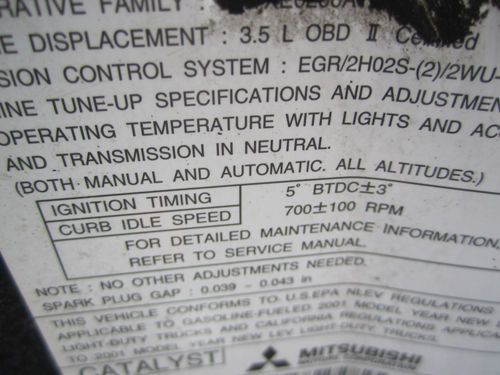 RATIVE FAMILY :
E DISPLACEMENT : 3.5 L OBD II Certified
SION CONTROL SYSTEM : EGR/2HO2S-(2)/2WU-
INE TUNE-UP SPECIFICATIONS AND ADJUSTMEN
OPERATING TEMPERATURE WITH LIGHTS AND AC
AND TRANSMISSION IN NEUTRAL.
(BOTH MANUAL AND AUTOMATIC. ALL ALTITUDES.)
IGNITION TIMING 5° BTDC±3°
CURB IDLE SPEED 700±100 RPM
FOR DETAILED MAINTENANCE INFORMATION,
REFER TO SERVICE MANUAL.
NOTE : NO OTHER ADJUSTMENTS NEEDED.
SPARK PLUG GAP : 0.039 - 0.043 in
THIS VEHICLE CONFORMS TO U.S.EPA NLEV REGULATIONS
APPLICABLE TO GASOLINE-FUELED 2001 MODEL YEAR NEW
LIGHT-DUTY TRUCKS AND CALIFORNIA REGULATIONS APPLICA
TO 2001 MODEL YEAR NEW LEV LIGHT-DUTY TRUCKS.
CATALYST MITSUBISHI